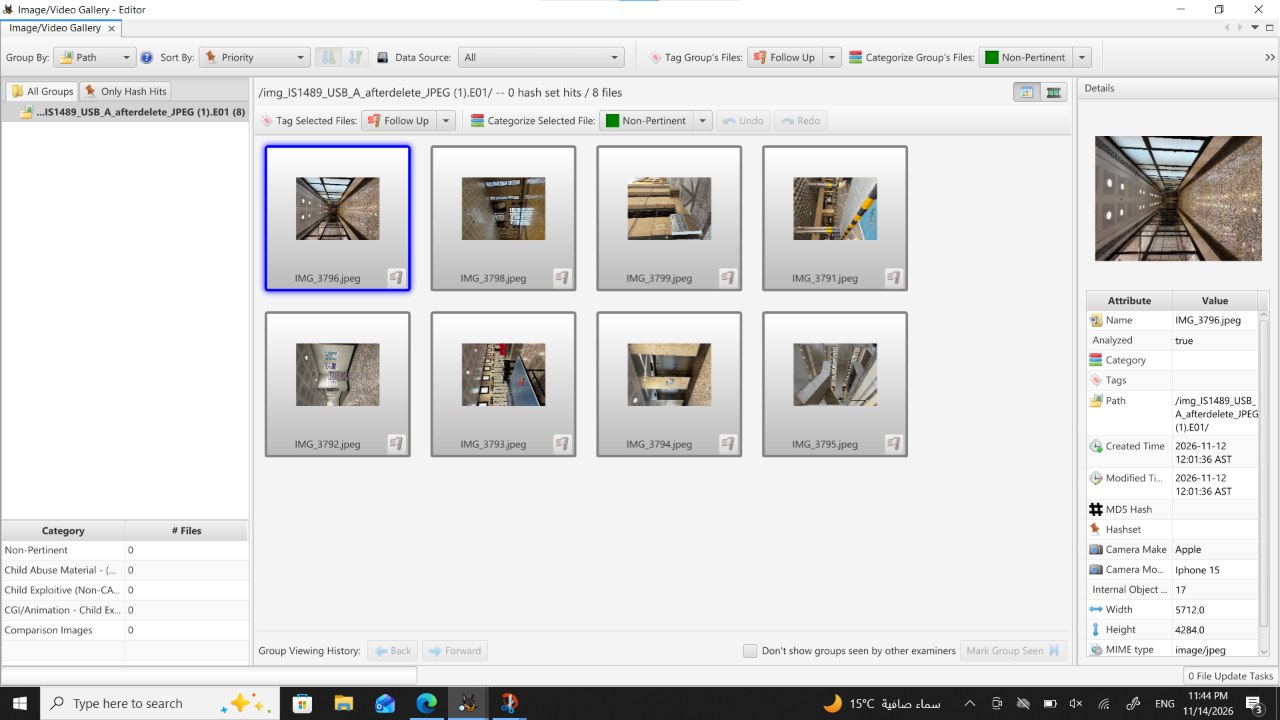 Image/Video Gallery - Editor
Image/Video Gallery ×
Group By: Path Sort By: Priority Data Source: All Tag Group's Files: Follow Up Categorize Group's Files: Non-Pertinent
All Groups Only Hash Hits
...IS1489_USB_A_afterdelete_JPEG (1).E01 (8)
/img_IS1489_USB_A_afterdelete_JPEG (1).E01/ -- 0 hash set hits / 8 files
Tag Selected Files: Follow Up Categorize Selected File: Non-Pertinent Undo Redo
IMG_3796.jpeg
IMG_3798.jpeg
IMG_3799.jpeg
IMG_3791.jpeg
IMG_3792.jpeg
IMG_3793.jpeg
IMG_3794.jpeg
IMG_3795.jpeg
Category # Files
Non-Pertinent 0
Child Abuse Material - (... 0
Child Exploitive (Non-CA... 0
CGI/Animation - Child Ex... 0
Comparison Images 0
Group Viewing History: Back Forward
Don't show groups seen by other examiners Mark Group Seen
Details
Attribute Value
Name IMG_3796.jpeg
Analyzed true
Category
Tags
Path /img_IS1489_USB_
A_afterdelete_JPEG
(1).E01/
Created Time 2026-11-12
12:01:36 AST
Modified Ti... 2026-11-12
12:01:36 AST
MD5 Hash
Hashset
Camera Make Apple
Camera Mo... Iphone 15
Internal Object ... 17
Width 5712.0
Height 4284.0
MIME type image/jpeg
0 File Update Tasks
Type here to search
15°C سماء صافية
ENG
11:44 PM
11/14/2026
3